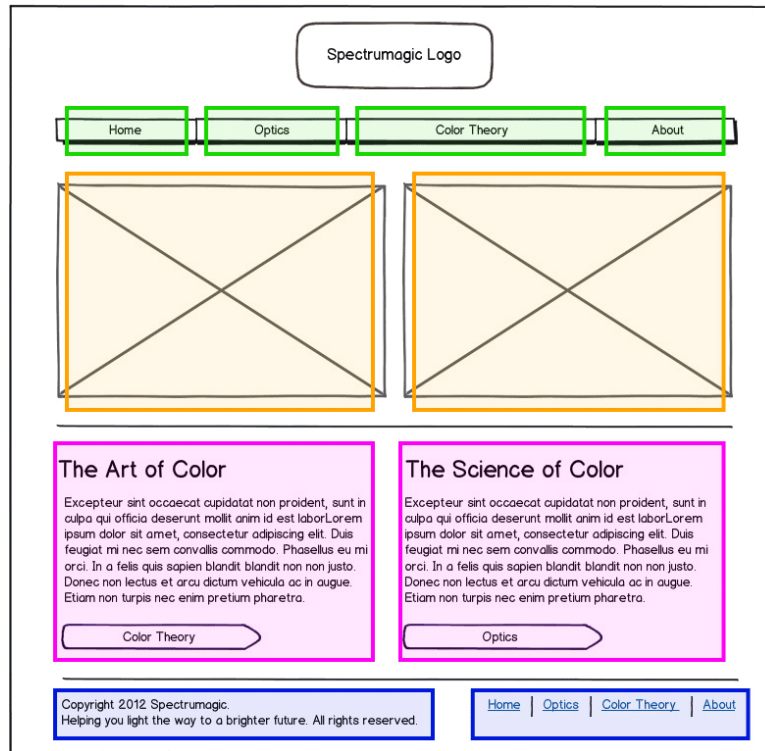 Spectrumagic Logo
Home Optics Color Theory About
The Art of Color
Excepteur sint occaecat cupidatat non proident, sunt in
culpa qui officia deserunt mollit anim id est laborLorem
ipsum dolor sit amet, consectetur adipiscing elit. Duis
feugiat mi nec sem convallis commodo. Phasellus eu mi
orci. In a felis quis sapien blandit blandit non non justo.
Donec non lectus et arcu dictum vehicula ac in augue.
Etiam non turpis nec enim pretium pharetra.
Color Theory
The Science of Color
Excepteur sint occaecat cupidatat non proident, sunt in
culpa qui officia deserunt mollit anim id est laborLorem
ipsum dolor sit amet, consectetur adipiscing elit. Duis
feugiat mi nec sem convallis commodo. Phasellus eu mi
orci. In a felis quis sapien blandit blandit non non justo.
Donec non lectus et arcu dictum vehicula ac in augue.
Etiam non turpis nec enim pretium pharetra.
Optics
Copyright 2012 Spectrumagic.
Helping you light the way to a brighter future. All rights reserved.
Home | Optics | Color Theory | About